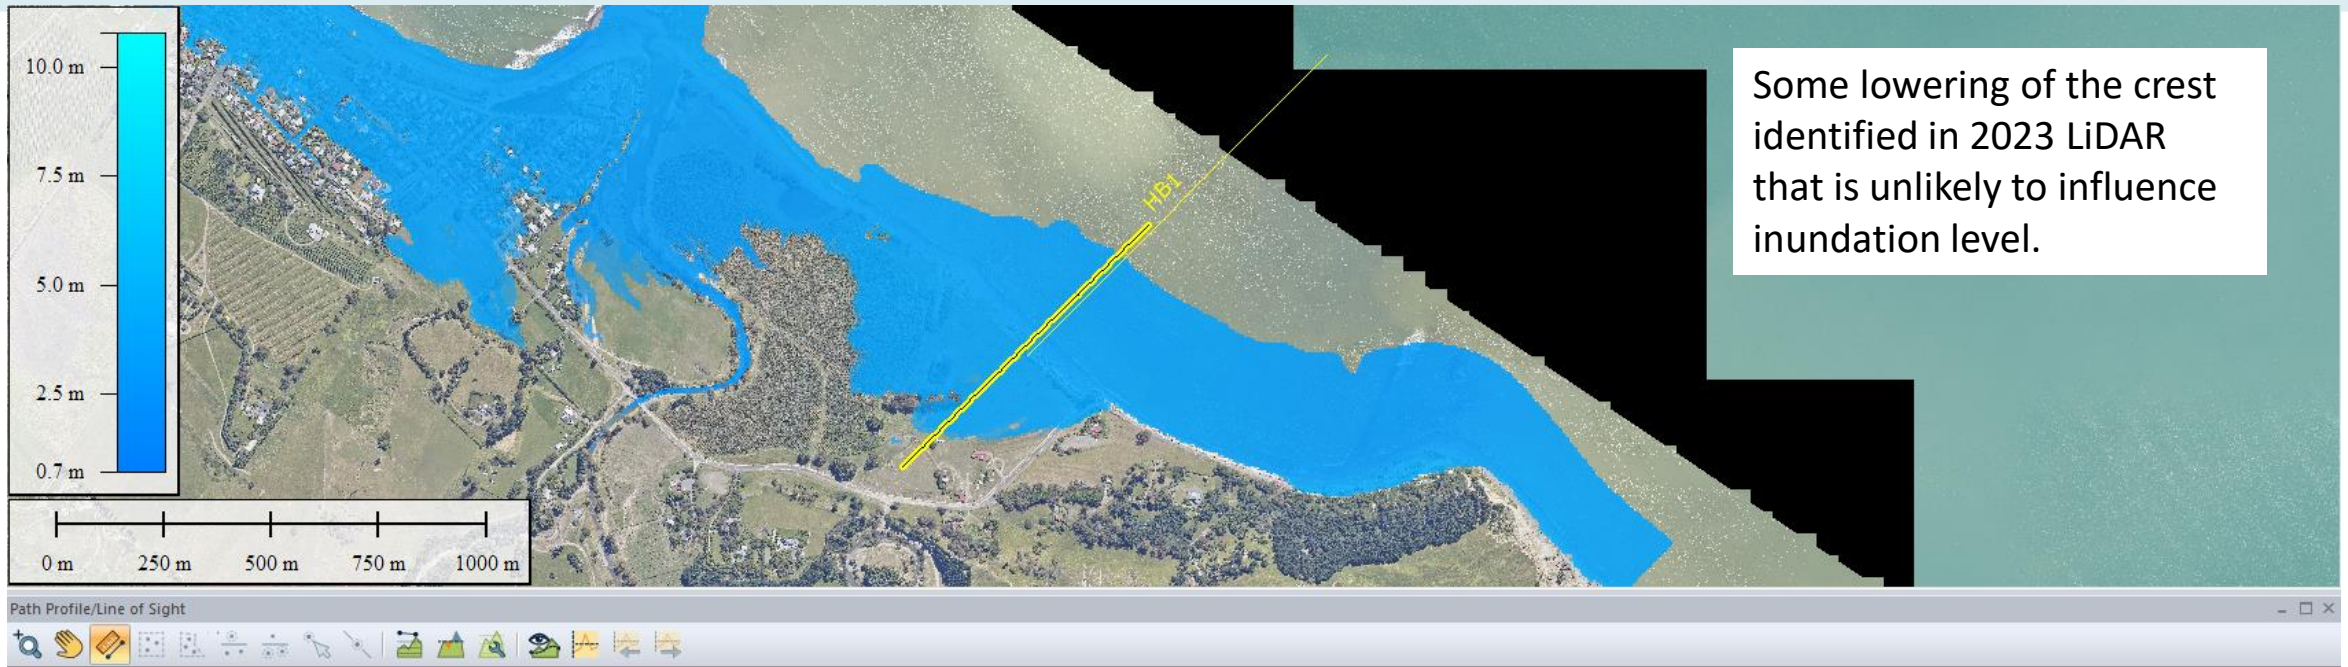 10.0 m
7.5 m
5.0 m
2.5 m
0.7 m
0 m 250 m 500 m 750 m 1000 m
HB1
Some lowering of the crest
identified in 2023 LiDAR
that is unlikely to influence
inundation level.
Path Profile/Line of Sight